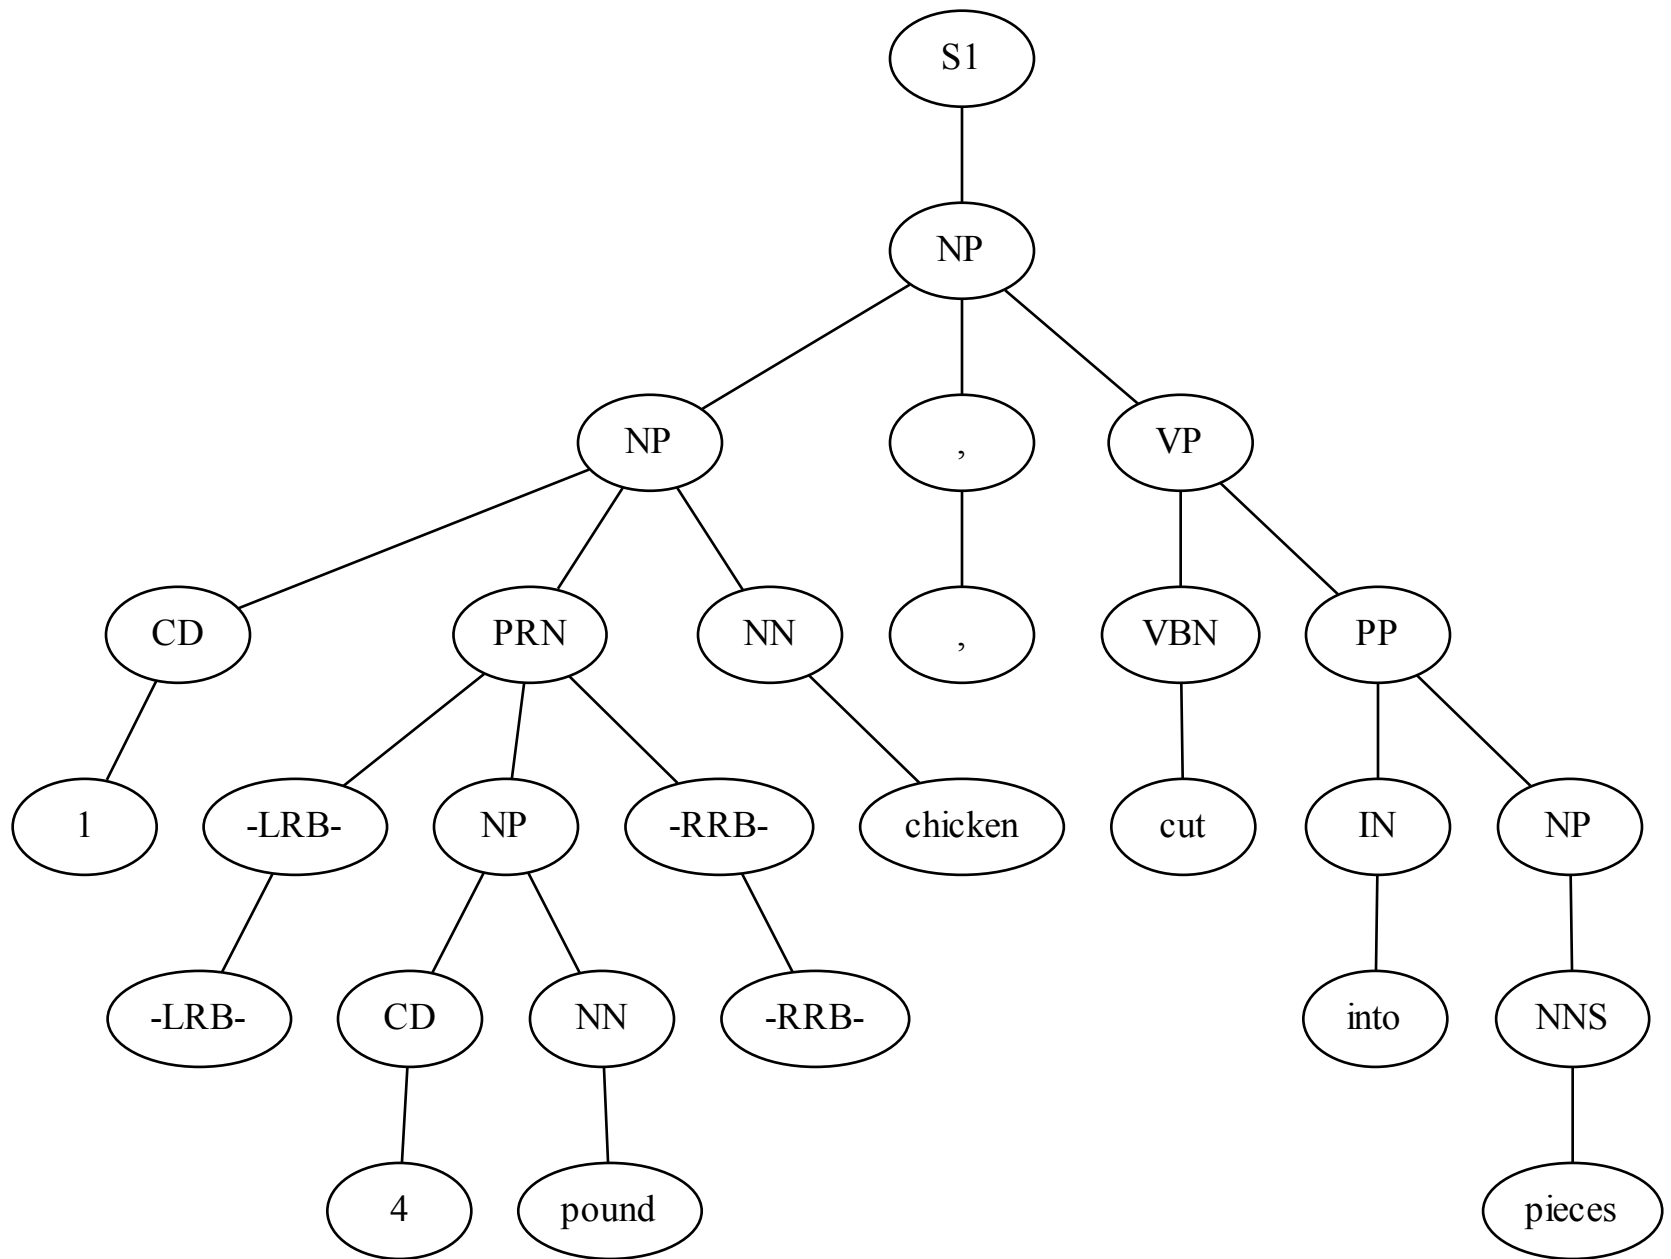 S1
NP
NP , VP
CD PRN NN , VBN PP
1 -LRB- NP -RRB- chicken cut IN NP
-LRB- CD NN -RRB- into NNS
4 pound pieces